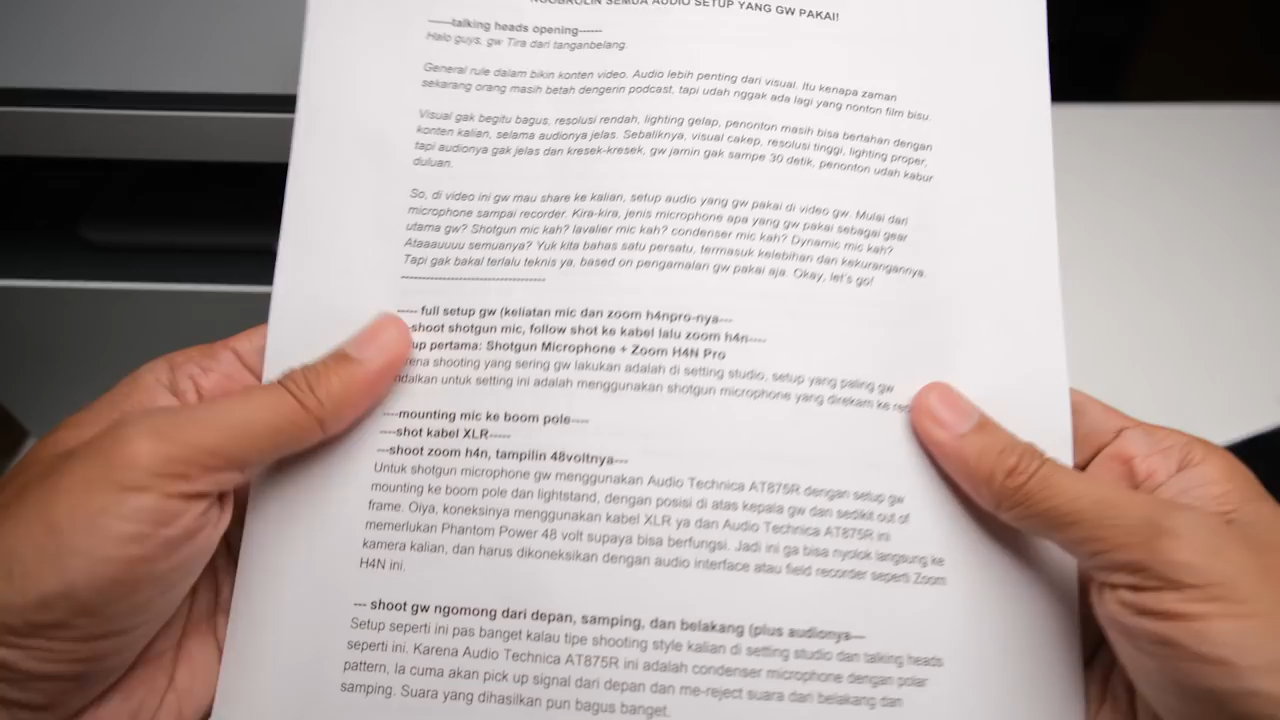 SEMUA AUDIO SETUP YANG GW PAKAI!
-----talking heads opening------
Halo guys, gw Tira dari tanganbelang.
General rule dalam bikin konten video. Audio lebih penting dari visual. Itu kenapa zaman
sekarang orang masih betah dengerin podcast, tapi udah nggak ada lagi yang nonton film bisu.
Visual gak begitu bagus, resolusi rendah, lighting gelap, penonton masih bisa bertahan dengan
konten kalian, selama audionya jelas. Sebaliknya, visual cakep, resolusi tinggi, lighting proper,
tapi audionya gak jelas dan kresek-kresek, gw jamin gak sampe 30 detik, penonton udah kabur
duluan.
So, di video ini gw mau share ke kalian, setup audio yang gw pakai di video gw. Mulai dari
microphone sampai recorder. Kira-kira, jenis microphone apa yang gw pakai sebagai gear
utama gw? Shotgun mic kah? lavalier mic kah? condenser mic kah? Dynamic mic kah?
Ataaauuuu semuanya? Yuk kita bahas satu persatu, termasuk kelebihan dan kekurangannya.
Tapi gak bakal terlalu teknis ya, based on pengamalan gw pakai aja. Okay, let's go!
------------------------------
----- full setup gw (keliatan mic dan zoom h4npro-nya---
-shoot shotgun mic, follow shot ke kabel lalu zoom h4n----
up pertama: Shotgun Microphone + Zoom H4N Pro
rena shooting yang sering gw lakukan adalah di setting studio, setup yang paling gw
ndalkan untuk setting ini adalah menggunakan shotgun microphone yang direkam ke
----mounting mic ke boom pole----
----shot kabel XLR-----
---shoot zoom h4n, tampilin 48voltnya---
Untuk shotgun microphone gw menggunakan Audio Technica AT875R dengan setup gw
mounting ke boom pole dan lightstand, dengan posisi di atas kepala gw dan sedikit out of
frame. Oiya, koneksinya menggunakan kabel XLR ya dan Audio Technica AT875R ini
memerlukan Phantom Power 48 volt supaya bisa berfungsi. Jadi ini ga bisa nyolok langsung ke
kamera kalian, dan harus dikoneksikan dengan audio interface atau field recorder seperti Zoom
H4N ini.
--- shoot gw ngomong dari depan, samping, dan belakang (plus audionya---
Setup seperti ini pas banget kalau tipe shooting style kalian di setting studio dan talking heads
seperti ini. Karena Audio Technica AT875R ini adalah condenser microphone dengan polar
pattern, Ia cuma akan pick up signal dari depan dan me-reject suara dari belakang dan
samping. Suara yang dihasilkan pun bagus banget.